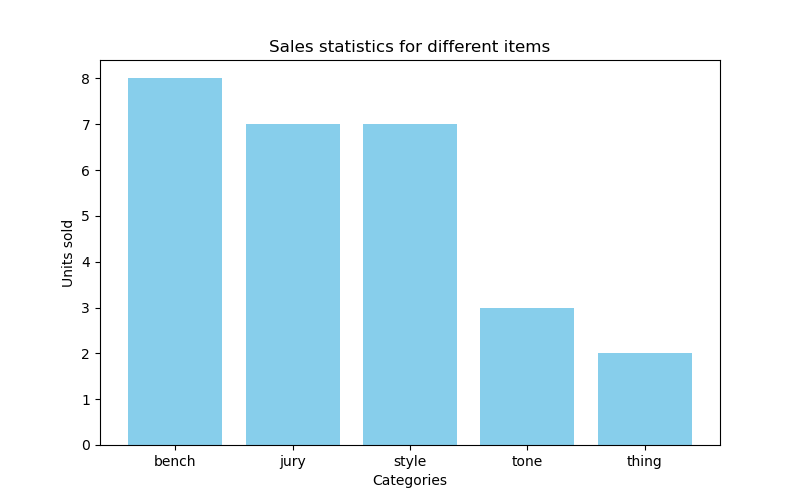 Sales statistics for different items
Units sold
8
7
6
5
4
3
2
1
0
bench jury style tone thing
Categories